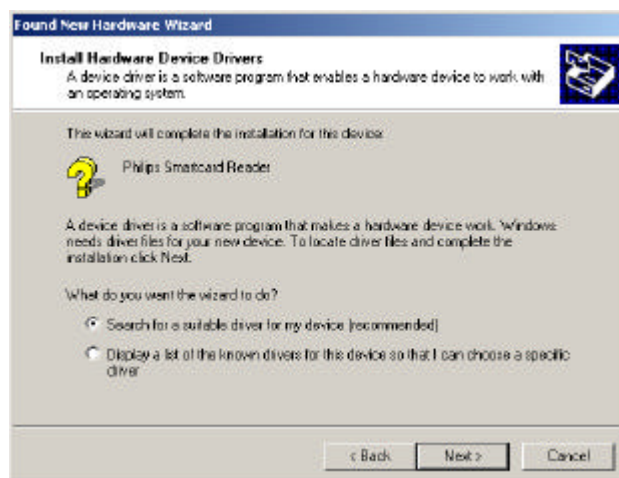 Found New Hardware Wizard
Install Hardware Device Drivers
A device driver is a software program that enables a hardware device to work with
an operating system.
This wizard will complete the installation for this device:
Philips Smartcard Reader
A device driver is a software program that makes a hardware device work. Windows
needs driver files for your new device. To locate driver files and complete the
installation click Next.
What do you want the wizard to do?
Search for a suitable driver for my device (recommended)
Display a list of the known drivers for this device so that I can choose a specific
driver
< Back
Next >
Cancel